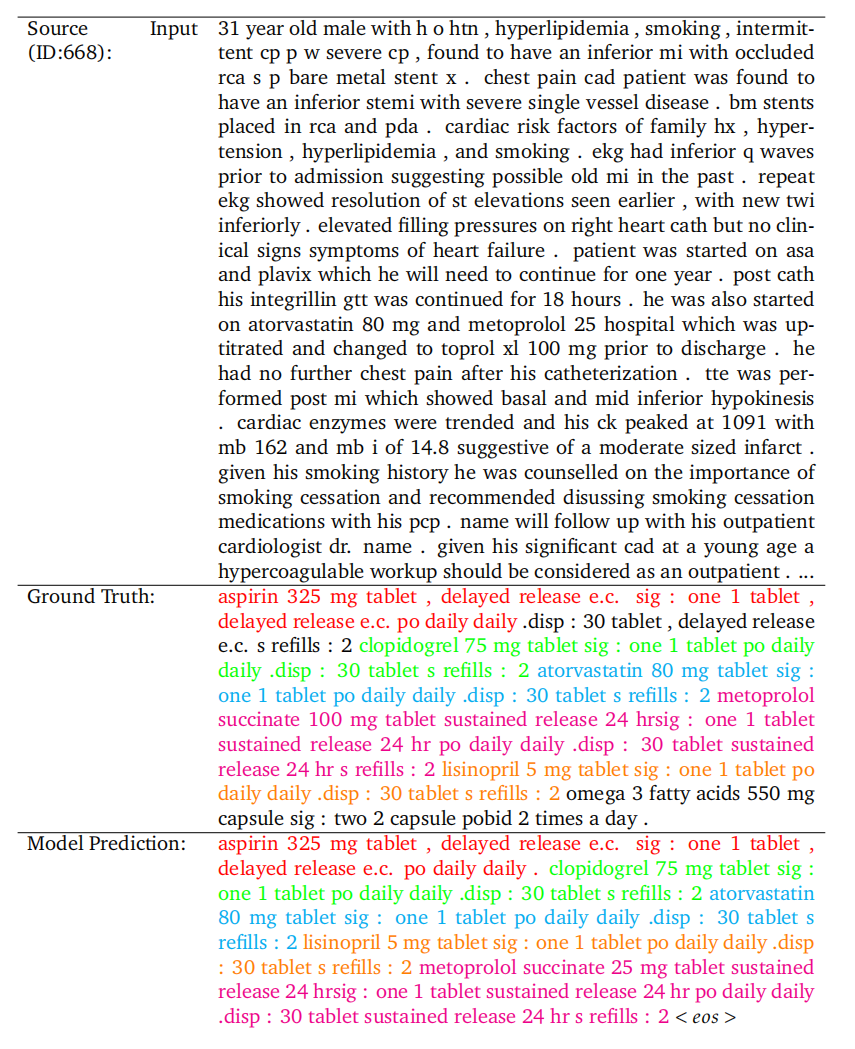 Source Input 31 year old male with h o htn , hyperlipidemia , smoking , intermit-
(ID:668): tent cp p w severe cp , found to have an inferior mi with occluded
rca s p bare metal stent x . chest pain cad patient was found to
have an inferior stemi with severe single vessel disease . bm stents
placed in rca and pda . cardiac risk factors of family hx , hyper-
tension , hyperlipidemia , and smoking . ekg had inferior q waves
prior to admission suggesting possible old mi in the past . repeat
ekg showed resolution of st elevations seen earlier , with new twi
inferiorly . elevated filling pressures on right heart cath but no clin-
ical signs symptoms of heart failure . patient was started on asa
and plavix which he will need to continue for one year . post cath
his integrillin gtt was continued for 18 hours . he was also started
on atorvastatin 80 mg and metoprolol 25 hospital which was up-
titrated and changed to toprol xl 100 mg prior to discharge . he
had no further chest pain after his catheterization . tte was per-
formed post mi which showed basal and mid inferior hypokinesis
. cardiac enzymes were trended and his ck peaked at 1091 with
mb 162 and mb i of 14.8 suggestive of a moderate sized infarct .
given his smoking history he was counselled on the importance of
smoking cessation and recommended disussing smoking cessation
medications with his pcp . name will follow up with his outpatient
cardiologist dr. name . given his significant cad at a young age a
hypercoagulable workup should be considered as an outpatient . ...
Ground Truth: aspirin 325 mg tablet , delayed release e.c. sig : one 1 tablet ,
delayed release e.c. po daily daily .disp : 30 tablet , delayed release
e.c. s refills : 2 clopidogrel 75 mg tablet sig : one 1 tablet po daily
daily .disp : 30 tablet s refills : 2 atorvastatin 80 mg tablet sig :
one 1 tablet po daily daily .disp : 30 tablet s refills : 2 metoprolol
succinate 100 mg tablet sustained release 24 hrsig : one 1 tablet
sustained release 24 hr po daily daily .disp : 30 tablet sustained
release 24 hr s refills : 2 lisinopril 5 mg tablet sig : one 1 tablet po
daily daily .disp : 30 tablet s refills : 2 omega 3 fatty acids 550 mg
capsule sig : two 2 capsule pobid 2 times a day .
Model Prediction: aspirin 325 mg tablet , delayed release e.c. sig : one 1 tablet ,
delayed release e.c. po daily daily . clopidogrel 75 mg tablet sig :
one 1 tablet po daily daily .disp : 30 tablet s refills : 2 atorvastatin
80 mg tablet sig : one 1 tablet po daily daily .disp : 30 tablet s
refills : 2 lisinopril 5 mg tablet sig : one 1 tablet po daily daily .disp
: 30 tablet s refills : 2 metoprolol succinate 25 mg tablet sustained
release 24 hrsig : one 1 tablet sustained release 24 hr po daily daily
.disp : 30 tablet sustained release 24 hr s refills : 2 < eos >